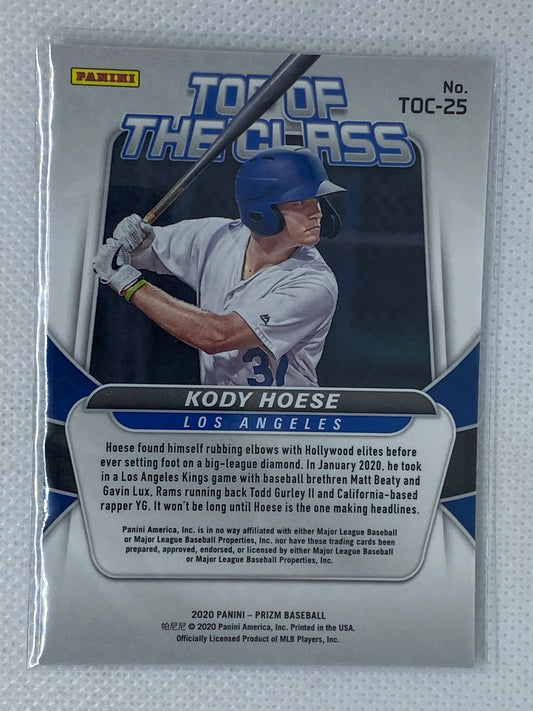 PANINI
No.
TOC-25
TOP OF
THE CLASS
31
KODY HOESE
LOS ANGELES
Hoese found himself rubbing elbows with Hollywood elites before
ever setting foot on a big-league diamond. In January 2020, he took
in a Los Angeles Kings game with baseball brethren Matt Beaty and
Gavin Lux, Rams running back Todd Gurley II and California-based
rapper YG. It won't be long until Hoese is the one making headlines.
Panini America, Inc. is in no way affiliated with either Major League Baseball
or Major League Baseball Properties, Inc. nor have these trading cards been
prepared, approved, endorsed, or licensed by either Major League Baseball
or Major League Baseball Properties, Inc.
2020 PANINI – PRIZM BASEBALL
帕尼尼 © 2020 Panini America, Inc. Printed in the USA.
Officially Licensed Product of MLB Players, Inc.